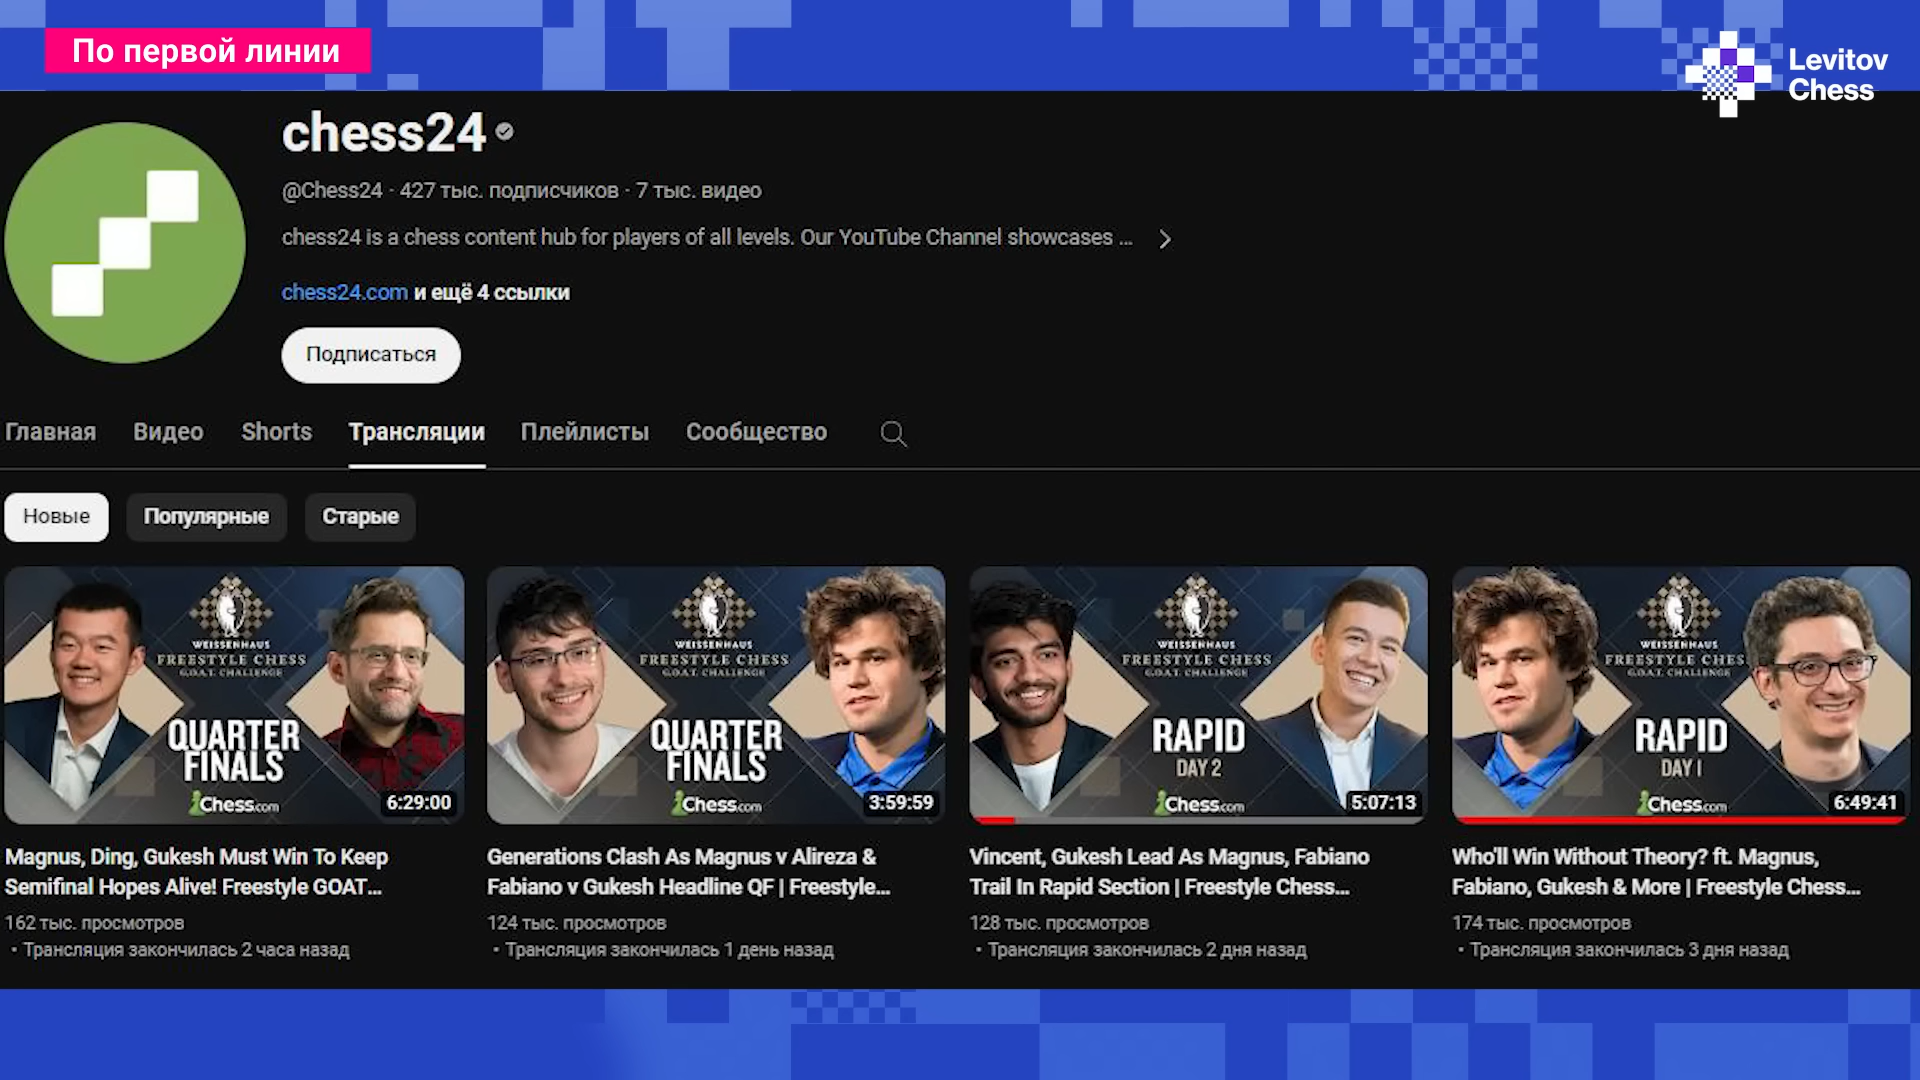 По первой линии
Levitov
Chess
chess24
@Chess24 · 427 тыс. подписчиков · 7 тыс. видео
chess24 is a chess content hub for players of all levels. Our YouTube Channel showcases ...
chess24.com и ещё 4 ссылки
Подписаться
Главная Видео Shorts Трансляции Плейлисты Сообщество
Новые Популярные Старые
WEISSENHAUS
FREESTYLE CHESS
G.O.A.T. CHALLENGE
QUARTER
FINALS
Chess.com
6:29:00
WEISSENHAUS
FREESTYLE CHESS
G.O.A.T. CHALLENGE
QUARTER
FINALS
Chess.com
3:59:59
WEISSENHAUS
FREESTYLE CHESS
G.O.A.T. CHALLENGE
RAPID
DAY 2
Chess.com
5:07:13
WEISSENHAUS
FREESTYLE CHES
G.O.A.T. CHALLENGE
RAPID
DAY 1
Chess.com
6:49:41
Magnus, Ding, Gukesh Must Win To Keep
Semifinal Hopes Alive! Freestyle GOAT...
162 тыс. просмотров
• Трансляция закончилась 2 часа назад
Generations Clash As Magnus v Alireza &
Fabiano v Gukesh Headline QF | Freestyle...
124 тыс. просмотров
• Трансляция закончилась 1 день назад
Vincent, Gukesh Lead As Magnus, Fabiano
Trail In Rapid Section | Freestyle Chess...
128 тыс. просмотров
• Трансляция закончилась 2 дня назад
Who'll Win Without Theory? ft. Magnus,
Fabiano, Gukesh & More | Freestyle Chess...
174 тыс. просмотров
• Трансляция закончилась 3 дня назад